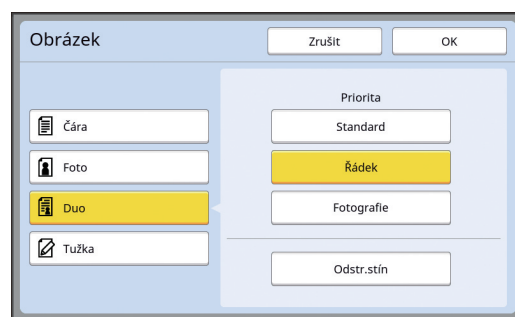 Obrázek
Zrušit
OK
Čára
Foto
Duo
Tužka
Priorita
Standard
Řádek
Fotografie
Odstr.stín